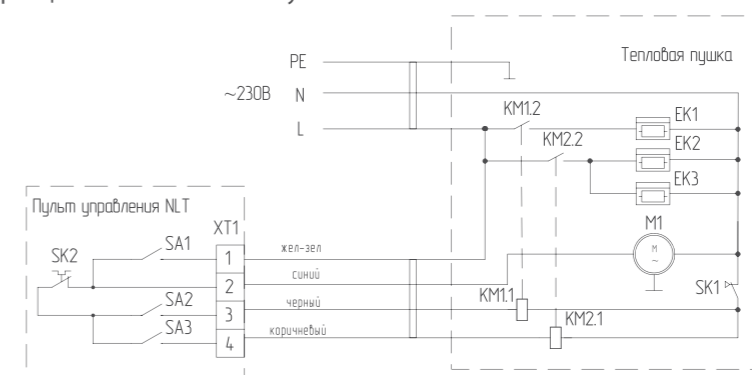 PE
Тепловая пушка
~230В
N
L
KM1.2
EK1
KM2.2
EK2
EK3
Пульт управления NLT
XT1
M1
SK2
SA1
1
жел-зел
M
~
2
синий
SK1
SA2
3
черный
KM1.1
SA3
4
коричневый
KM2.1